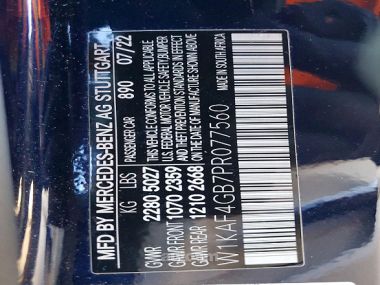 MFD BY MERCEDES-BENZ AG STUTTGART
PASSENGER CAR 890 07/22
KG LBS
GVWR 2280 5027
GAWR FRONT 1070 2359
GAWR REAR 1210 2668
THIS VEHICLE CONFORMS TO ALL APPLICABLE
U.S. FEDERAL MOTOR VEHICLE SAFETY, BUMPER
AND THEFT PREVENTION STANDARDS IN EFFECT
ON THE DATE OF MANUFACTURE SHOWN ABOVE
W1KAF4GB7PR077560
MADE IN SOUTH AFRICA